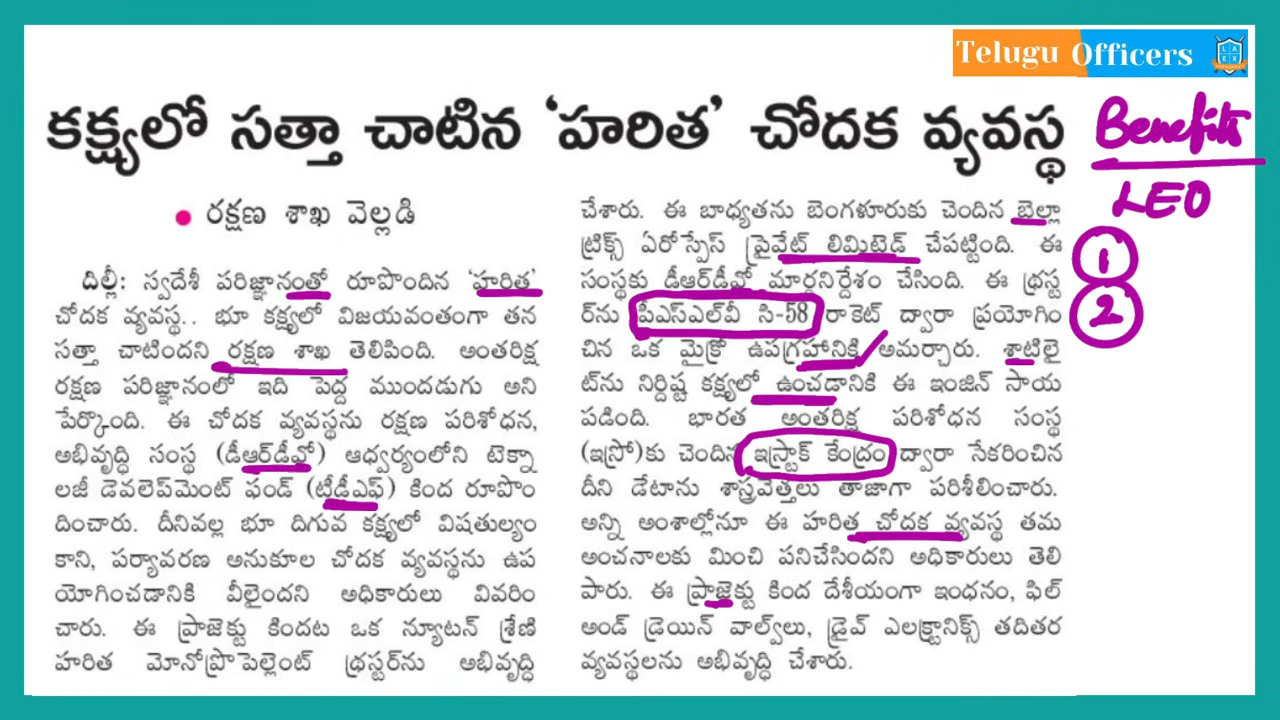 Telugu Officers
కక్ష్యలో సత్తా చాటిన ‘హరిత’ చోదక వ్యవస్థ
Benefits
LEO
1
2
• రక్షణ శాఖ వెల్లడి
దిల్లీ: స్వదేశీ పరిజ్ఞానంతో రూపొందిన ‘హరిత’
చోదక వ్యవస్థ.. భూ కక్ష్యలో విజయవంతంగా తన
సత్తా చాటిందని రక్షణ శాఖ తెలిపింది. అంతరిక్ష
రక్షణ పరిజ్ఞానంలో ఇది పెద్ద ముందడుగు అని
పేర్కొంది. ఈ చోదక వ్యవస్థను రక్షణ పరిశోధన,
అభివృద్ధి సంస్థ (డీఆర్‌డీవో) ఆధ్వర్యంలోని టెక్నా
లజీ డెవలెప్‌మెంట్ ఫండ్ (టీడీఎఫ్) కింద రూపొం
దించారు. దీనివల్ల భూ దిగువ కక్ష్యలో విషతుల్యం
కాని, పర్యావరణ అనుకూల చోదక వ్యవస్థను ఉప
యోగించడానికి వీలైందని అధికారులు వివరిం
చారు. ఈ ప్రాజెక్టు కిందట ఒక న్యూటన్ శ్రేణి
హరిత మోనోప్రొపెల్లెంట్ థ్రస్టర్‌ను అభివృద్ధి
చేశారు. ఈ బాధ్యతను బెంగళూరుకు చెందిన బెల్లా
ట్రిక్స్ ఏరోస్పేస్ ప్రైవేట్ లిమిటెడ్ చేపట్టింది. ఈ
సంస్థకు డీఆర్‌డీవో మార్గనిర్దేశం చేసింది. ఈ థ్రస్ట
ర్‌ను పీఎస్ఎల్‌వీ సి-58 రాకెట్ ద్వారా ప్రయోగిం
చిన ఒక మైక్రో ఉపగ్రహానికి అమర్చారు. శాటిలై
ట్‌ను నిర్దిష్ట కక్ష్యలో ఉంచడానికి ఈ ఇంజిన్ సాయ
పడింది. భారత అంతరిక్ష పరిశోధన సంస్థ
(ఇస్రో)కు చెందిన ఇస్ట్రాక్ కేంద్రం ద్వారా సేకరించిన
దీని డేటాను శాస్త్రవేత్తలు తాజాగా పరిశీలించారు.
అన్ని అంశాల్లోనూ ఈ హరిత చోదక వ్యవస్థ తమ
అంచనాలకు మించి పనిచేసిందని అధికారులు తెలి
పారు. ఈ ప్రాజెక్టు కింద దేశీయంగా ఇంధనం, ఫిల్
అండ్ డ్రెయిన్ వాల్వ్‌లు, డ్రైవ్ ఎలక్ట్రానిక్స్ తదితర
వ్యవస్థలను అభివృద్ధి చేశారు.